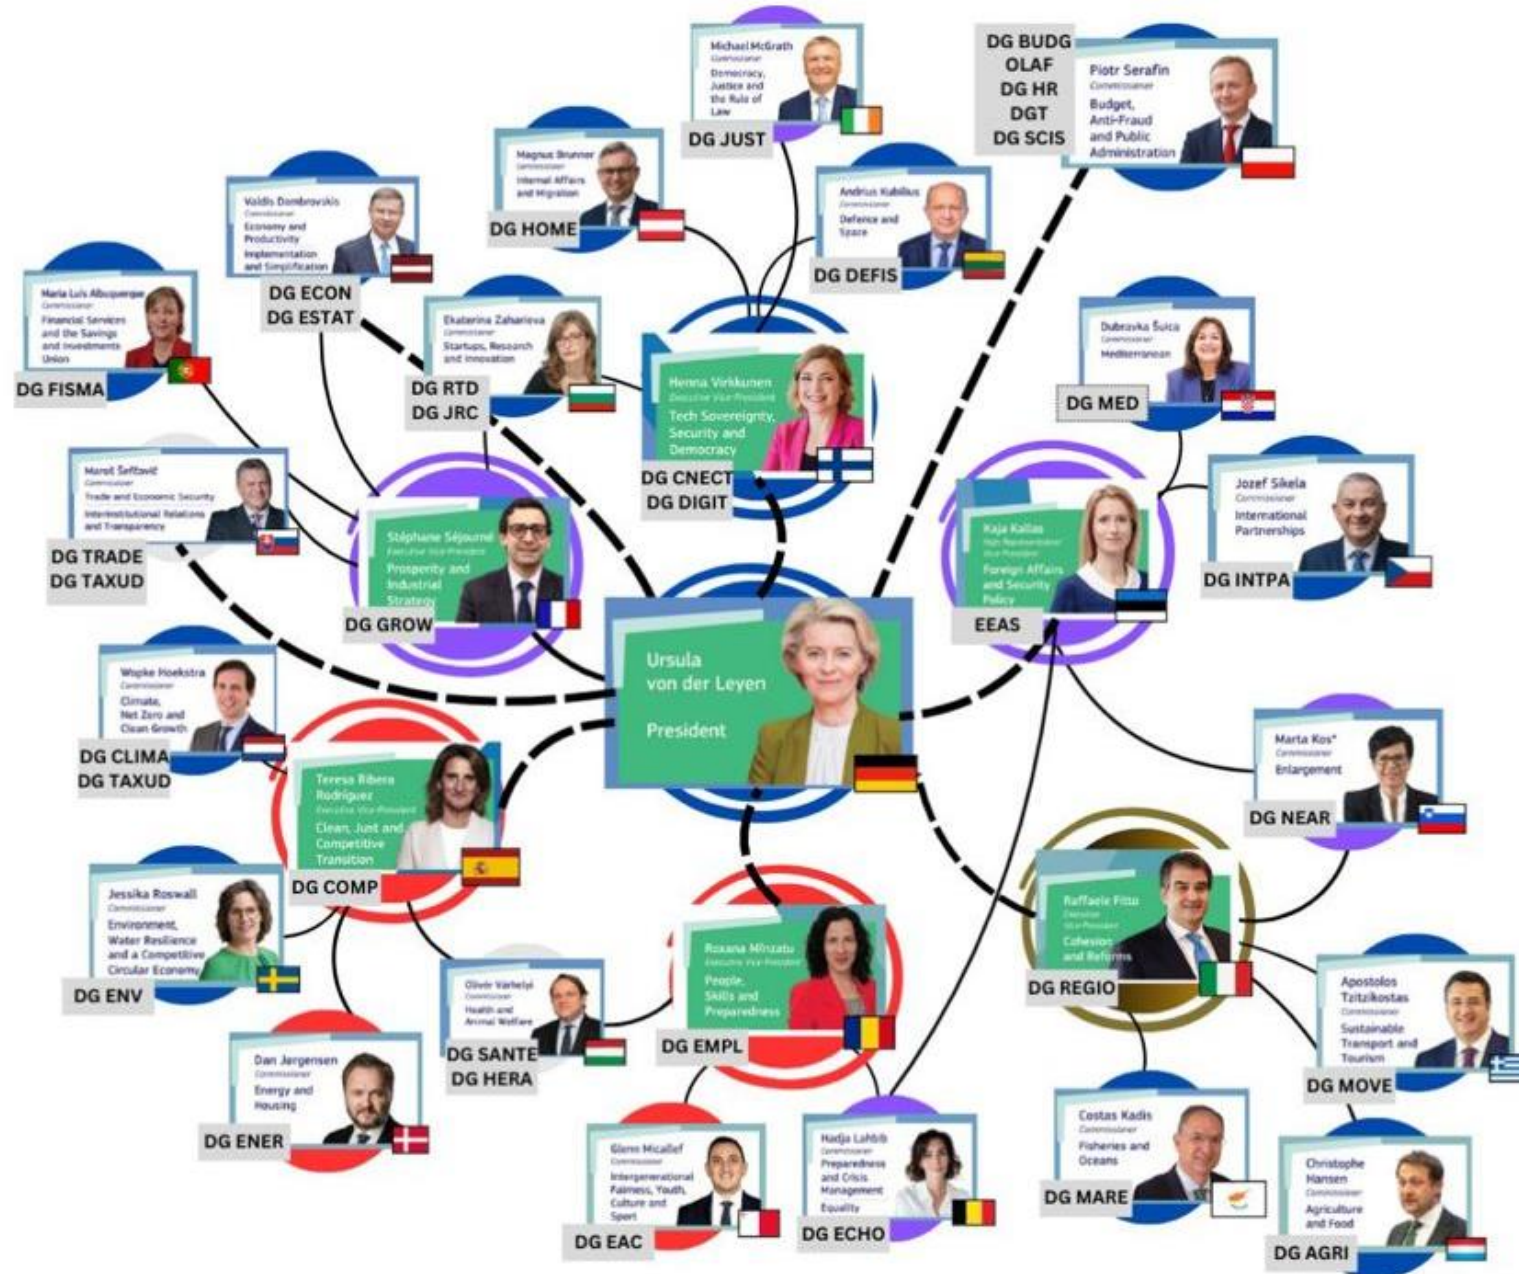 Michael McGrath
Commissioner
Democracy,
Justice and
the Rule of
Law
DG JUST
DG BUDG
OLAF
DG HR
DGT
DG SCIS
Piotr Serafin
Commissioner
Budget,
Anti-Fraud
and Public
Administration
Magnus Brunner
Commissioner
Internal Affairs
and Migration
DG HOME
Andrius Kubilius
Commissioner
Defence and
Space
DG DEFIS
Valdis Dombrovskis
Commissioner
Economy and
Productivity
Implementation
and Simplification
DG ECON
DG ESTAT
Maria Luís Albuquerque
Commissioner
Financial Services
and the Savings
and Investments
Union
DG FISMA
Ekaterina Zaharieva
Commissioner
Startups, Research
and Innovation
DG RTD
DG JRC
Henna Virkkunen
Executive Vice-President
Tech Sovereignty,
Security and
Democracy
DG CNECT
DG DIGIT
Dubravka Šuica
Commissioner
Mediterranean
DG MED
Maroš Šefčovič
Commissioner
Trade and Economic Security
Interinstitutional Relations
and Transparency
DG TRADE
DG TAXUD
Stéphane Séjourné
Executive Vice-President
Prosperity and
Industrial
Strategy
DG GROW
Kaja Kallas
High Representative/
Vice-President
Foreign Affairs
and Security
Policy
EEAS
Jozef Síkela
Commissioner
International
Partnerships
DG INTPA
Ursula
von der Leyen
President
Wopke Hoekstra
Commissioner
Climate,
Net Zero and
Clean Growth
DG CLIMA
DG TAXUD
Teresa Ribera
Rodríguez
Executive Vice-President
Clean, Just and
Competitive
Transition
DG COMP
Marta Kos*
Commissioner
Enlargement
DG NEAR
Jessika Roswall
Commissioner
Environment,
Water Resilience
and a Competitive
Circular Economy
DG ENV
Raffaele Fitto
Executive
Vice-President
Cohesion
and Reforms
DG REGIO
Olivér Várhelyi
Commissioner
Health and
Animal Welfare
DG SANTE
DG HERA
Roxana Mînzatu
Executive Vice-President
People,
Skills and
Preparedness
DG EMPL
Apostolos
Tzitzikostas
Commissioner
Sustainable
Transport and
Tourism
DG MOVE
Dan Jørgensen
Commissioner
Energy and
Housing
DG ENER
Glenn Micallef
Commissioner
Intergenerational
Fairness, Youth,
Culture and
Sport
DG EAC
Hadja Lahbib
Commissioner
Preparedness
and Crisis
Management
Equality
DG ECHO
Costas Kadis
Commissioner
Fisheries and
Oceans
DG MARE
Christophe
Hansen
Commissioner
Agriculture
and Food
DG AGRI